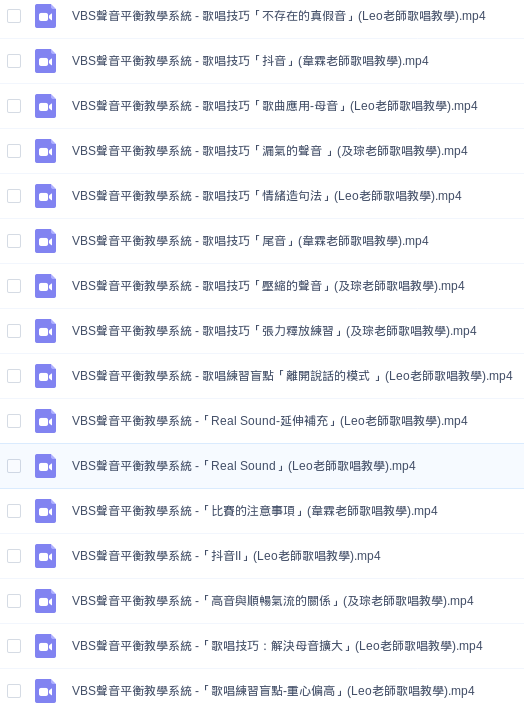 VBS聲音平衡教學系統 - 歌唱技巧「不存在的真假音」(Leo老師歌唱教學).mp4
VBS聲音平衡教學系統 - 歌唱技巧「抖音」(韋霖老師歌唱教學).mp4
VBS聲音平衡教學系統 - 歌唱技巧「歌曲應用-母音」(Leo老師歌唱教學).mp4
VBS聲音平衡教學系統 - 歌唱技巧「漏氣的聲音 」(及琮老師歌唱教學).mp4
VBS聲音平衡教學系統 - 歌唱技巧「情緒造句法」(Leo老師歌唱教學).mp4
VBS聲音平衡教學系統 - 歌唱技巧「尾音」(韋霖老師歌唱教學).mp4
VBS聲音平衡教學系統 - 歌唱技巧「壓縮的聲音」(及琮老師歌唱教學).mp4
VBS聲音平衡教學系統 - 歌唱技巧「張力釋放練習」(及琮老師歌唱教學).mp4
VBS聲音平衡教學系統 - 歌唱練習盲點「離開說話的模式 」(Leo老師歌唱教學).mp4
VBS聲音平衡教學系統 -「Real Sound-延伸補充」(Leo老師歌唱教學).mp4
VBS聲音平衡教學系統 -「Real Sound」(Leo老師歌唱教學).mp4
VBS聲音平衡教學系統 -「比賽的注意事項」(韋霖老師歌唱教學).mp4
VBS聲音平衡教學系統 -「抖音II」(Leo老師歌唱教學).mp4
VBS聲音平衡教學系統 -「高音與順暢氣流的關係」(及琮老師歌唱教學).mp4
VBS聲音平衡教學系統 -「歌唱技巧：解決母音擴大」(Leo老師歌唱教學).mp4
VBS聲音平衡教學系統 -「歌唱練習盲點-重心偏高」(Leo老師歌唱教學).mp4